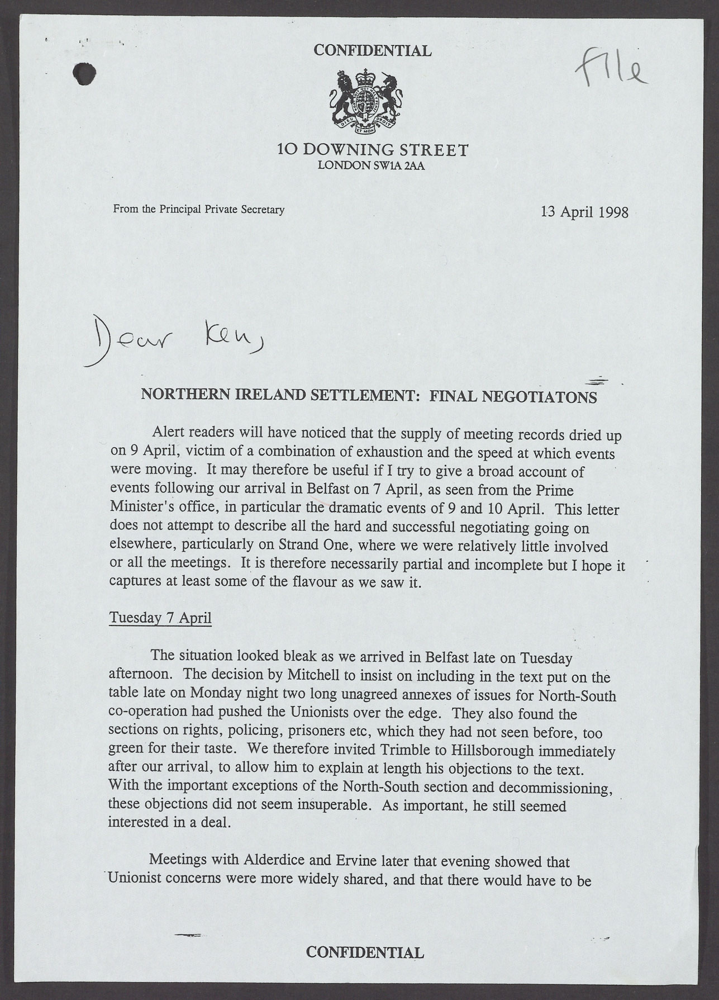 CONFIDENTIAL
File
DIEU ET MON DROIT
10 DOWNING STREET
LONDON SW1A 2AA
From the Principal Private Secretary
13 April 1998
Dear Ken,
NORTHERN IRELAND SETTLEMENT: FINAL NEGOTIATONS
Alert readers will have noticed that the supply of meeting records dried up
on 9 April, victim of a combination of exhaustion and the speed at which events
were moving. It may therefore be useful if I try to give a broad account of
events following our arrival in Belfast on 7 April, as seen from the Prime
Minister's office, in particular the dramatic events of 9 and 10 April. This letter
does not attempt to describe all the hard and successful negotiating going on
elsewhere, particularly on Strand One, where we were relatively little involved
or all the meetings. It is therefore necessarily partial and incomplete but I hope it
captures at least some of the flavour as we saw it.
Tuesday 7 April
The situation looked bleak as we arrived in Belfast late on Tuesday
afternoon. The decision by Mitchell to insist on including in the text put on the
table late on Monday night two long unagreed annexes of issues for North-South
co-operation had pushed the Unionists over the edge. They also found the
sections on rights, policing, prisoners etc, which they had not seen before, too
green for their taste. We therefore invited Trimble to Hillsborough immediately
after our arrival, to allow him to explain at length his objections to the text.
With the important exceptions of the North-South section and decommissioning,
these objections did not seem insuperable. As important, he still seemed
interested in a deal.
Meetings with Alderdice and Ervine later that evening showed that
Unionist concerns were more widely shared, and that there would have to be
CONFIDENTIAL